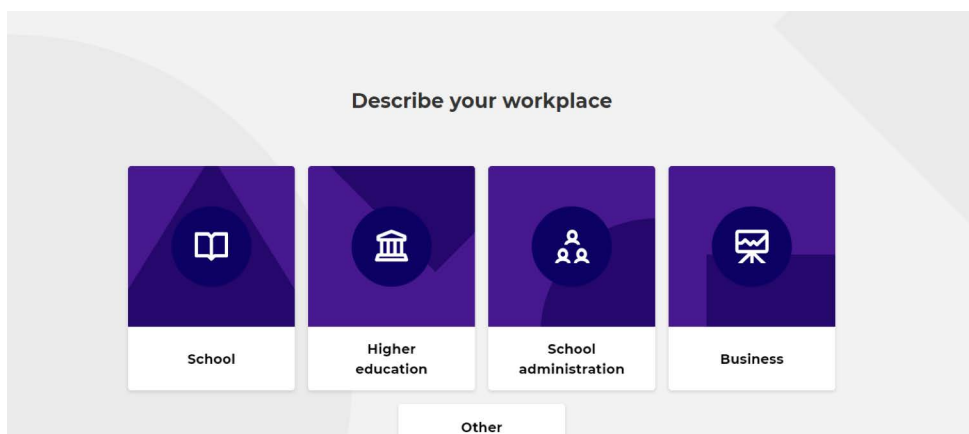 Describe your workplace
School
Higher
education
School
administration
Business
Other